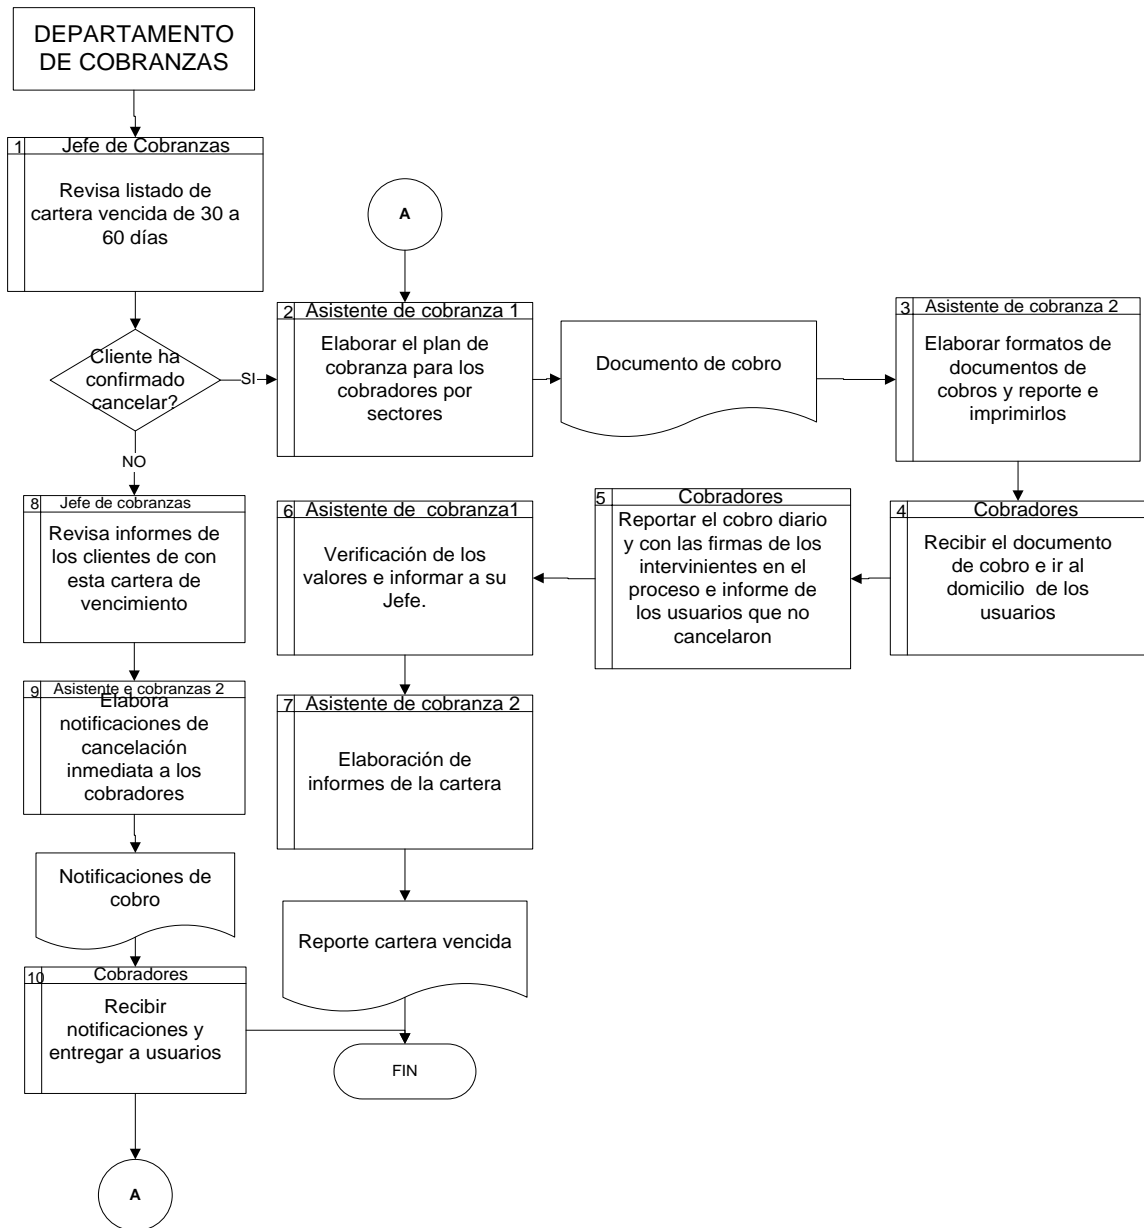 DEPARTAMENTO
DE COBRANZAS
1
Jefe de Cobranzas
Revisa listado de
cartera vencida de 30 a
60 días
A
Cliente ha
confirmado
cancelar?
SI
NO
2
Asistente de cobranza 1
Elaborar el plan de
cobranza para los
cobradores por
sectores
Documento de cobro
3
Asistente de cobranza 2
Elaborar formatos de
documentos de
cobros y reporte e
imprimirlos
4
Cobradores
Recibir el documento
de cobro e ir al
domicilio de los
usuarios
5
Cobradores
Reportar el cobro diario
y con las firmas de los
intervinientes en el
proceso e informe de
los usuarios que no
cancelaron
6
Asistente de cobranza1
Verificación de los
valores e informar a su
Jefe.
7
Asistente de cobranza 2
Elaboración de
informes de la cartera
Reporte cartera vencida
FIN
8
Jefe de cobranzas
Revisa informes de
los clientes de con
esta cartera de
vencimiento
9
Asistente e cobranzas 2
Elabora
notificaciones de
cancelación
inmediata a los
cobradores
Notificaciones de
cobro
10
Cobradores
Recibir
notificaciones y
entregar a usuarios
A